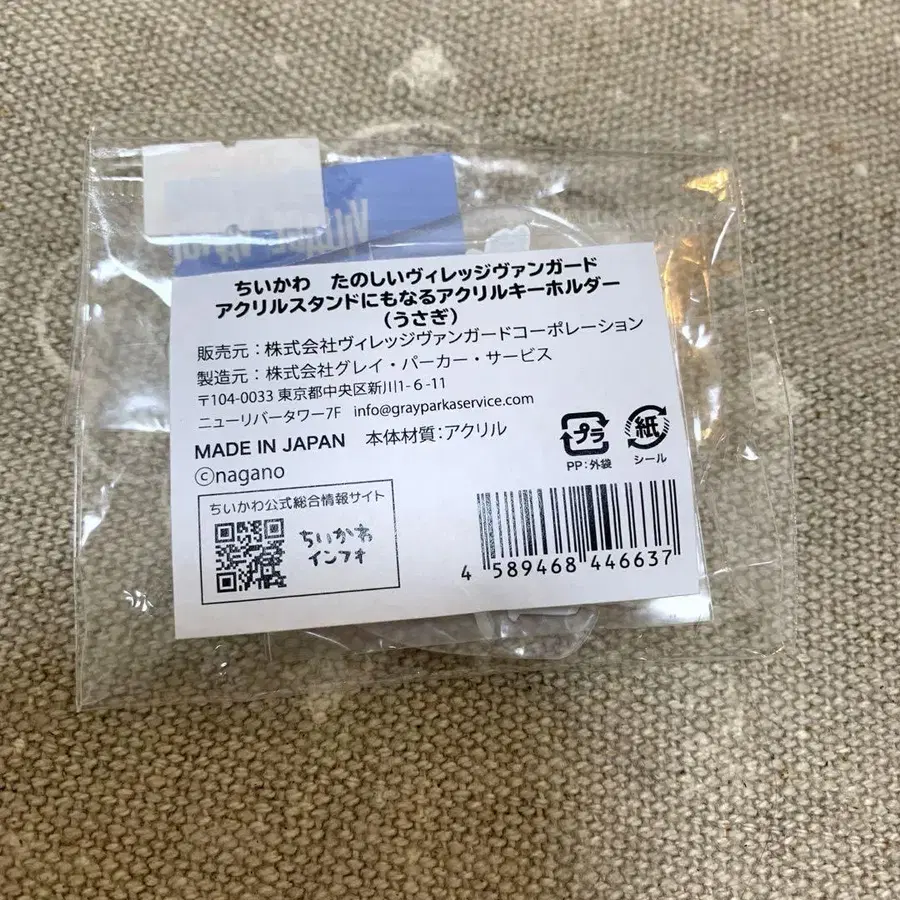 ちいかわ たのしいヴィレッジヴァンガード
アクリルスタンドにもなるアクリルキーホルダー
(うさぎ)
販売元:株式会社ヴィレッジヴァンガードコーポレーション
製造元:株式会社グレイ・パーカー・サービス
〒104-0033 東京都中央区新川1-6-11
ニューリバータワー7F info@grayparkaservice.com
MADE IN JAPAN 本体材質:アクリル
©nagano
プラ
PP:外袋
紙
シール
ちいかわ公式総合情報サイト
ちいかわ
インフォ
4 589468 446637